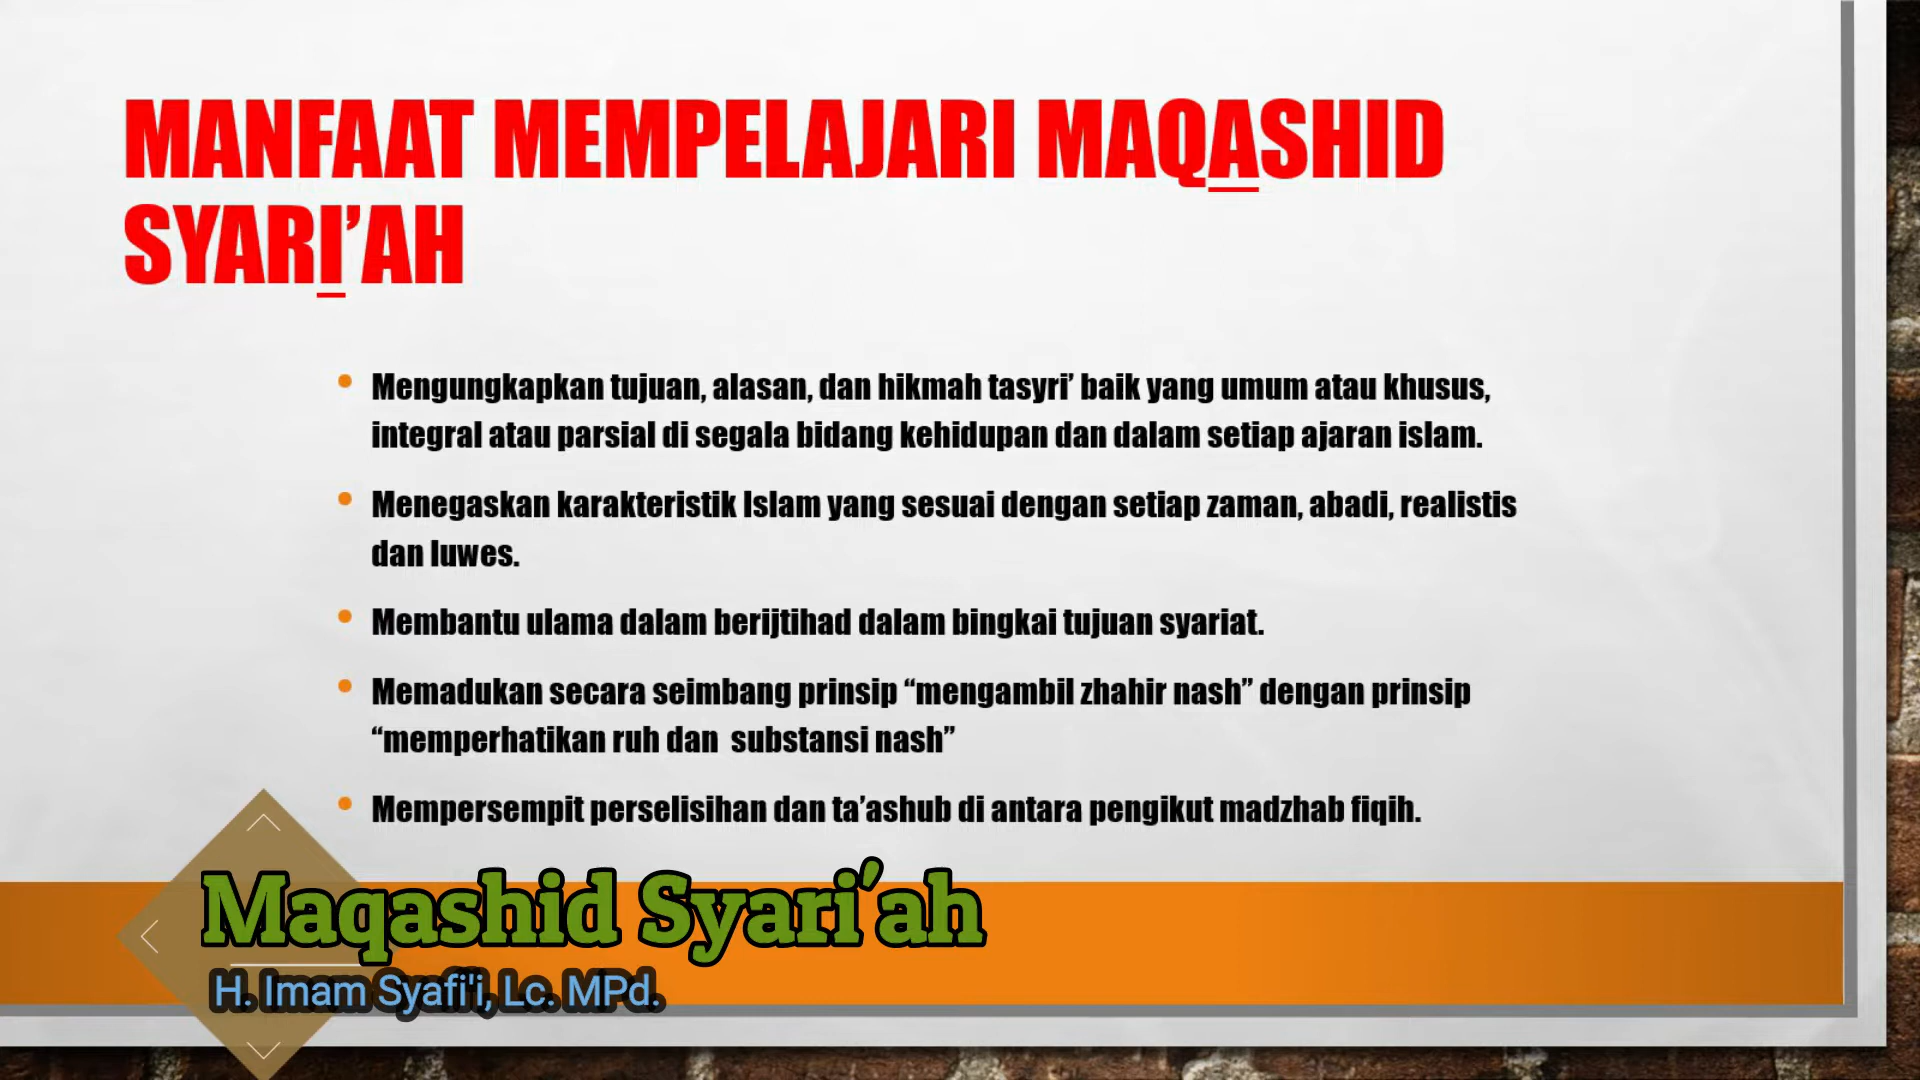 MANFAAT MEMPELAJARI MAQASHID
SYARI’AH
• Mengungkapkan tujuan, alasan, dan hikmah tasyri’ baik yang umum atau khusus,
integral atau parsial di segala bidang kehidupan dan dalam setiap ajaran islam.
• Menegaskan karakteristik Islam yang sesuai dengan setiap zaman, abadi, realistis
dan luwes.
• Membantu ulama dalam berijtihad dalam bingkai tujuan syariat.
• Memadukan secara seimbang prinsip “mengambil zhahir nash” dengan prinsip
“memperhatikan ruh dan  substansi nash”
• Mempersempit perselisihan dan ta’ashub di antara pengikut madzhab fiqih.
Maqashid Syari’ah
H. Imam Syafi'i, Lc. MPd.